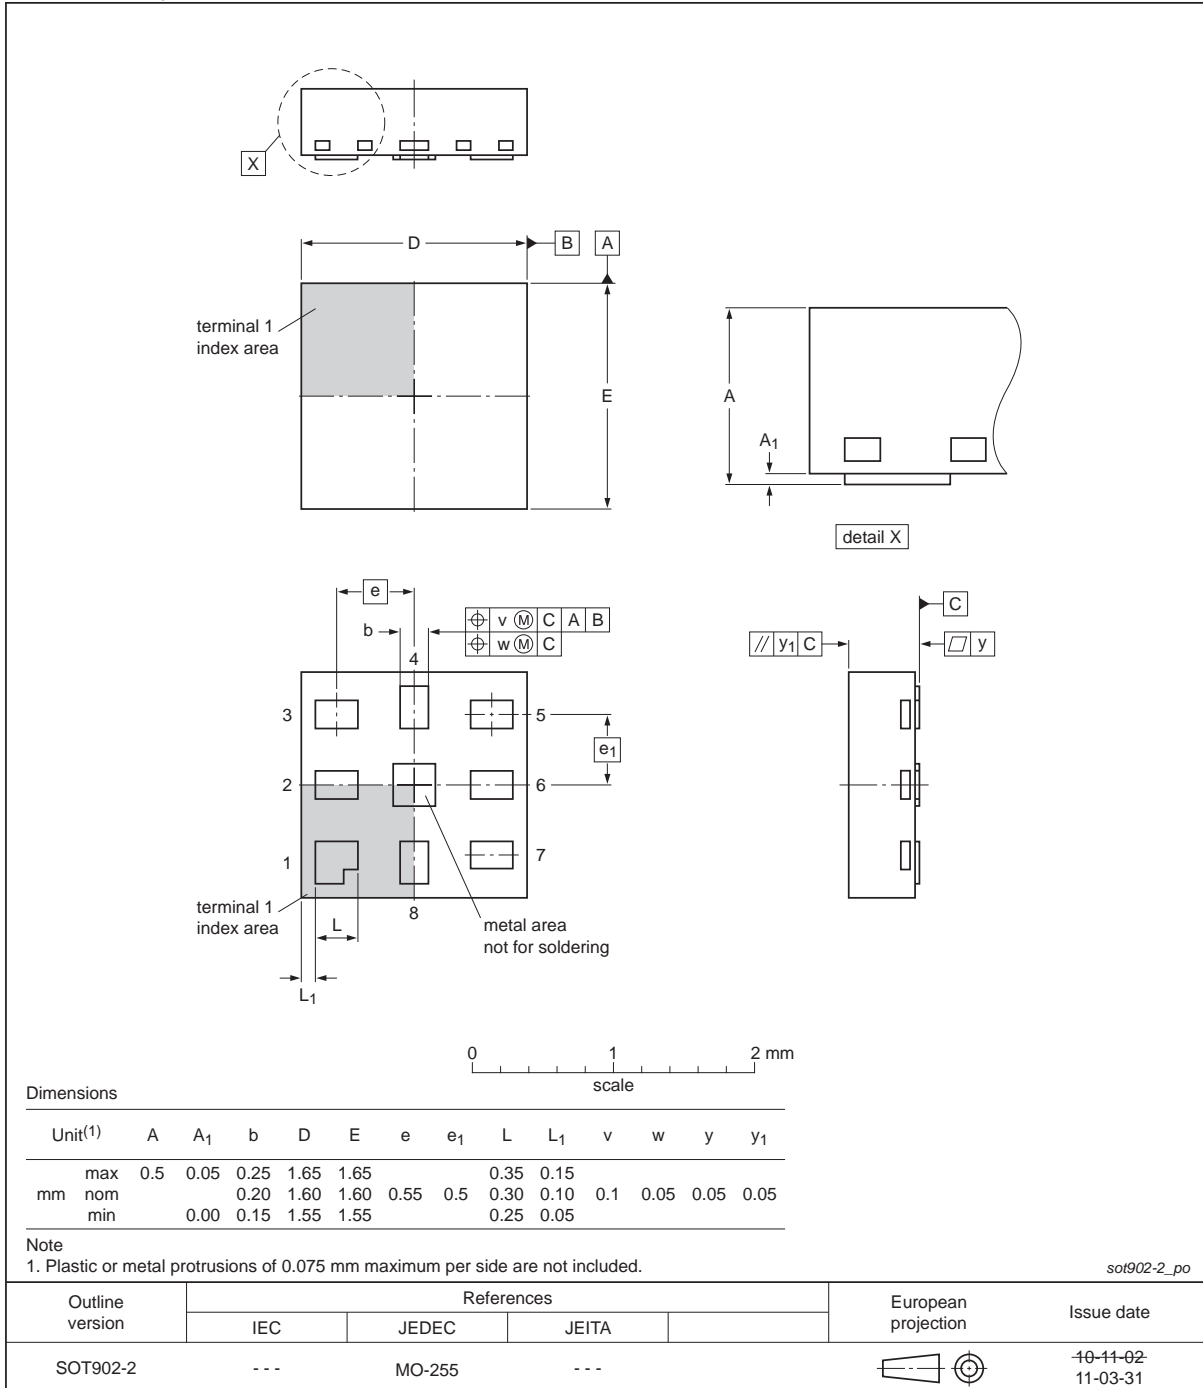 X
D
B
A
terminal 1
index area
E
A
A1
detail X
e
b
v M C A B
w M C
4
3
5
e1
2
6
1
7
terminal 1
index area
L
8
metal area
not for soldering
L1
C
// y1 C
y
0 1 2 mm
scale
Dimensions
Unit(1) A A1 b D E e e1 L L1 v w y y1
max 0.5 0.05 0.25 1.65 1.65 0.35 0.15
mm nom 0.20 1.60 1.60 0.55 0.5 0.30 0.10 0.1 0.05 0.05 0.05
min 0.00 0.15 1.55 1.55 0.25 0.05
Note
1. Plastic or metal protrusions of 0.075 mm maximum per side are not included.
sot902-2_po
Outline version
References
European projection
Issue date
IEC JEDEC JEITA
SOT902-2 - - - MO-255 - - -
10-11-02
11-03-31